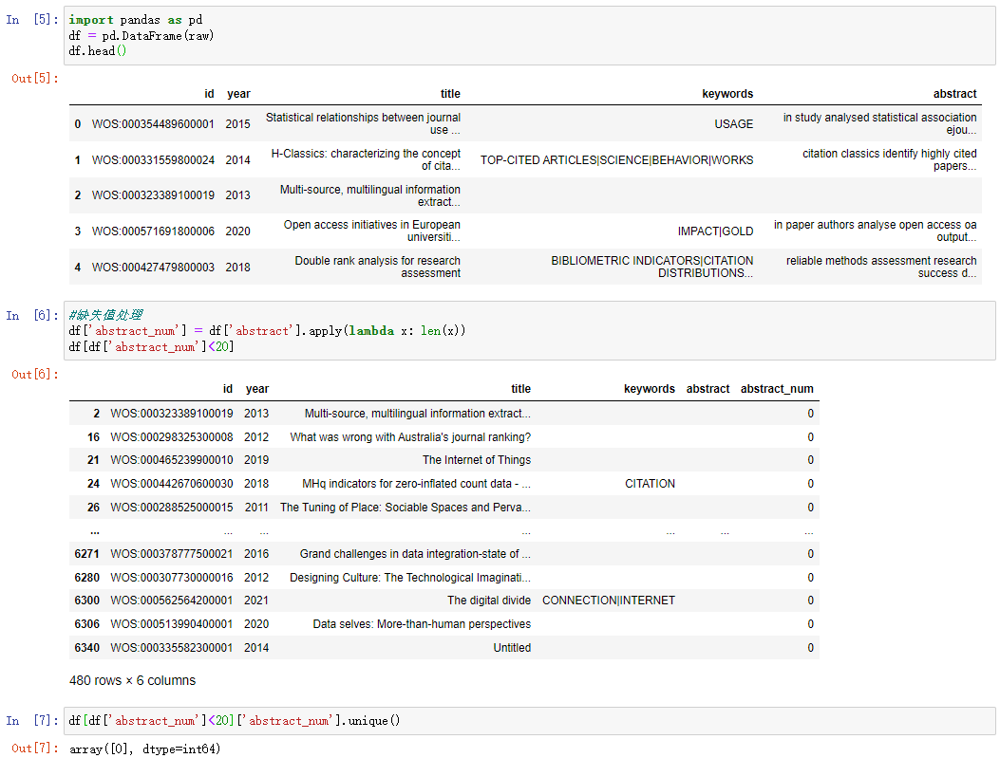 In [5]:
import pandas as pd
df = pd.DataFrame(raw)
df.head()
Out[5]:
id year title keywords abstract
0 WOS:000354489600001 2015 Statistical relationships between journal use ... USAGE in study analysed statistical association ejou...
1 WOS:000331559800024 2014 H-Classics: characterizing the concept of cita... TOP-CITED ARTICLES|SCIENCE|BEHAVIOR|WORKS citation classics identify highly cited papers...
2 WOS:000323389100019 2013 Multi-source, multilingual information extract...
3 WOS:000571691800006 2020 Open access initiatives in European universiti... IMPACT|GOLD in paper authors analyse open access oa output...
4 WOS:000427479800003 2018 Double rank analysis for research assessment BIBLIOMETRIC INDICATORS|CITATION DISTRIBUTIONS... reliable methods assessment research success d...
In [6]:
#缺失值处理
df['abstract_num'] = df['abstract'].apply(lambda x: len(x))
df[df['abstract_num']<20]
Out[6]:
id year title keywords abstract abstract_num
2 WOS:000323389100019 2013 Multi-source, multilingual information extract... 0
16 WOS:000298325300008 2012 What was wrong with Australia's journal ranking? 0
21 WOS:000465239900010 2019 The Internet of Things 0
24 WOS:000442670600030 2018 MHq indicators for zero-inflated count data - ... CITATION 0
26 WOS:000288525000015 2011 The Tuning of Place: Sociable Spaces and Perva... 0
... ... ... ... ... ... ...
6271 WOS:000378777500021 2016 Grand challenges in data integration-state of ... 0
6280 WOS:000307730000016 2012 Designing Culture: The Technological Imaginati... 0
6300 WOS:000562564200001 2021 The digital divide CONNECTION|INTERNET 0
6306 WOS:000513990400001 2020 Data selves: More-than-human perspectives 0
6340 WOS:000335582300001 2014 Untitled 0
480 rows × 6 columns
In [7]:
df[df['abstract_num']<20]['abstract_num'].unique()
Out[7]:
array([0], dtype=int64)